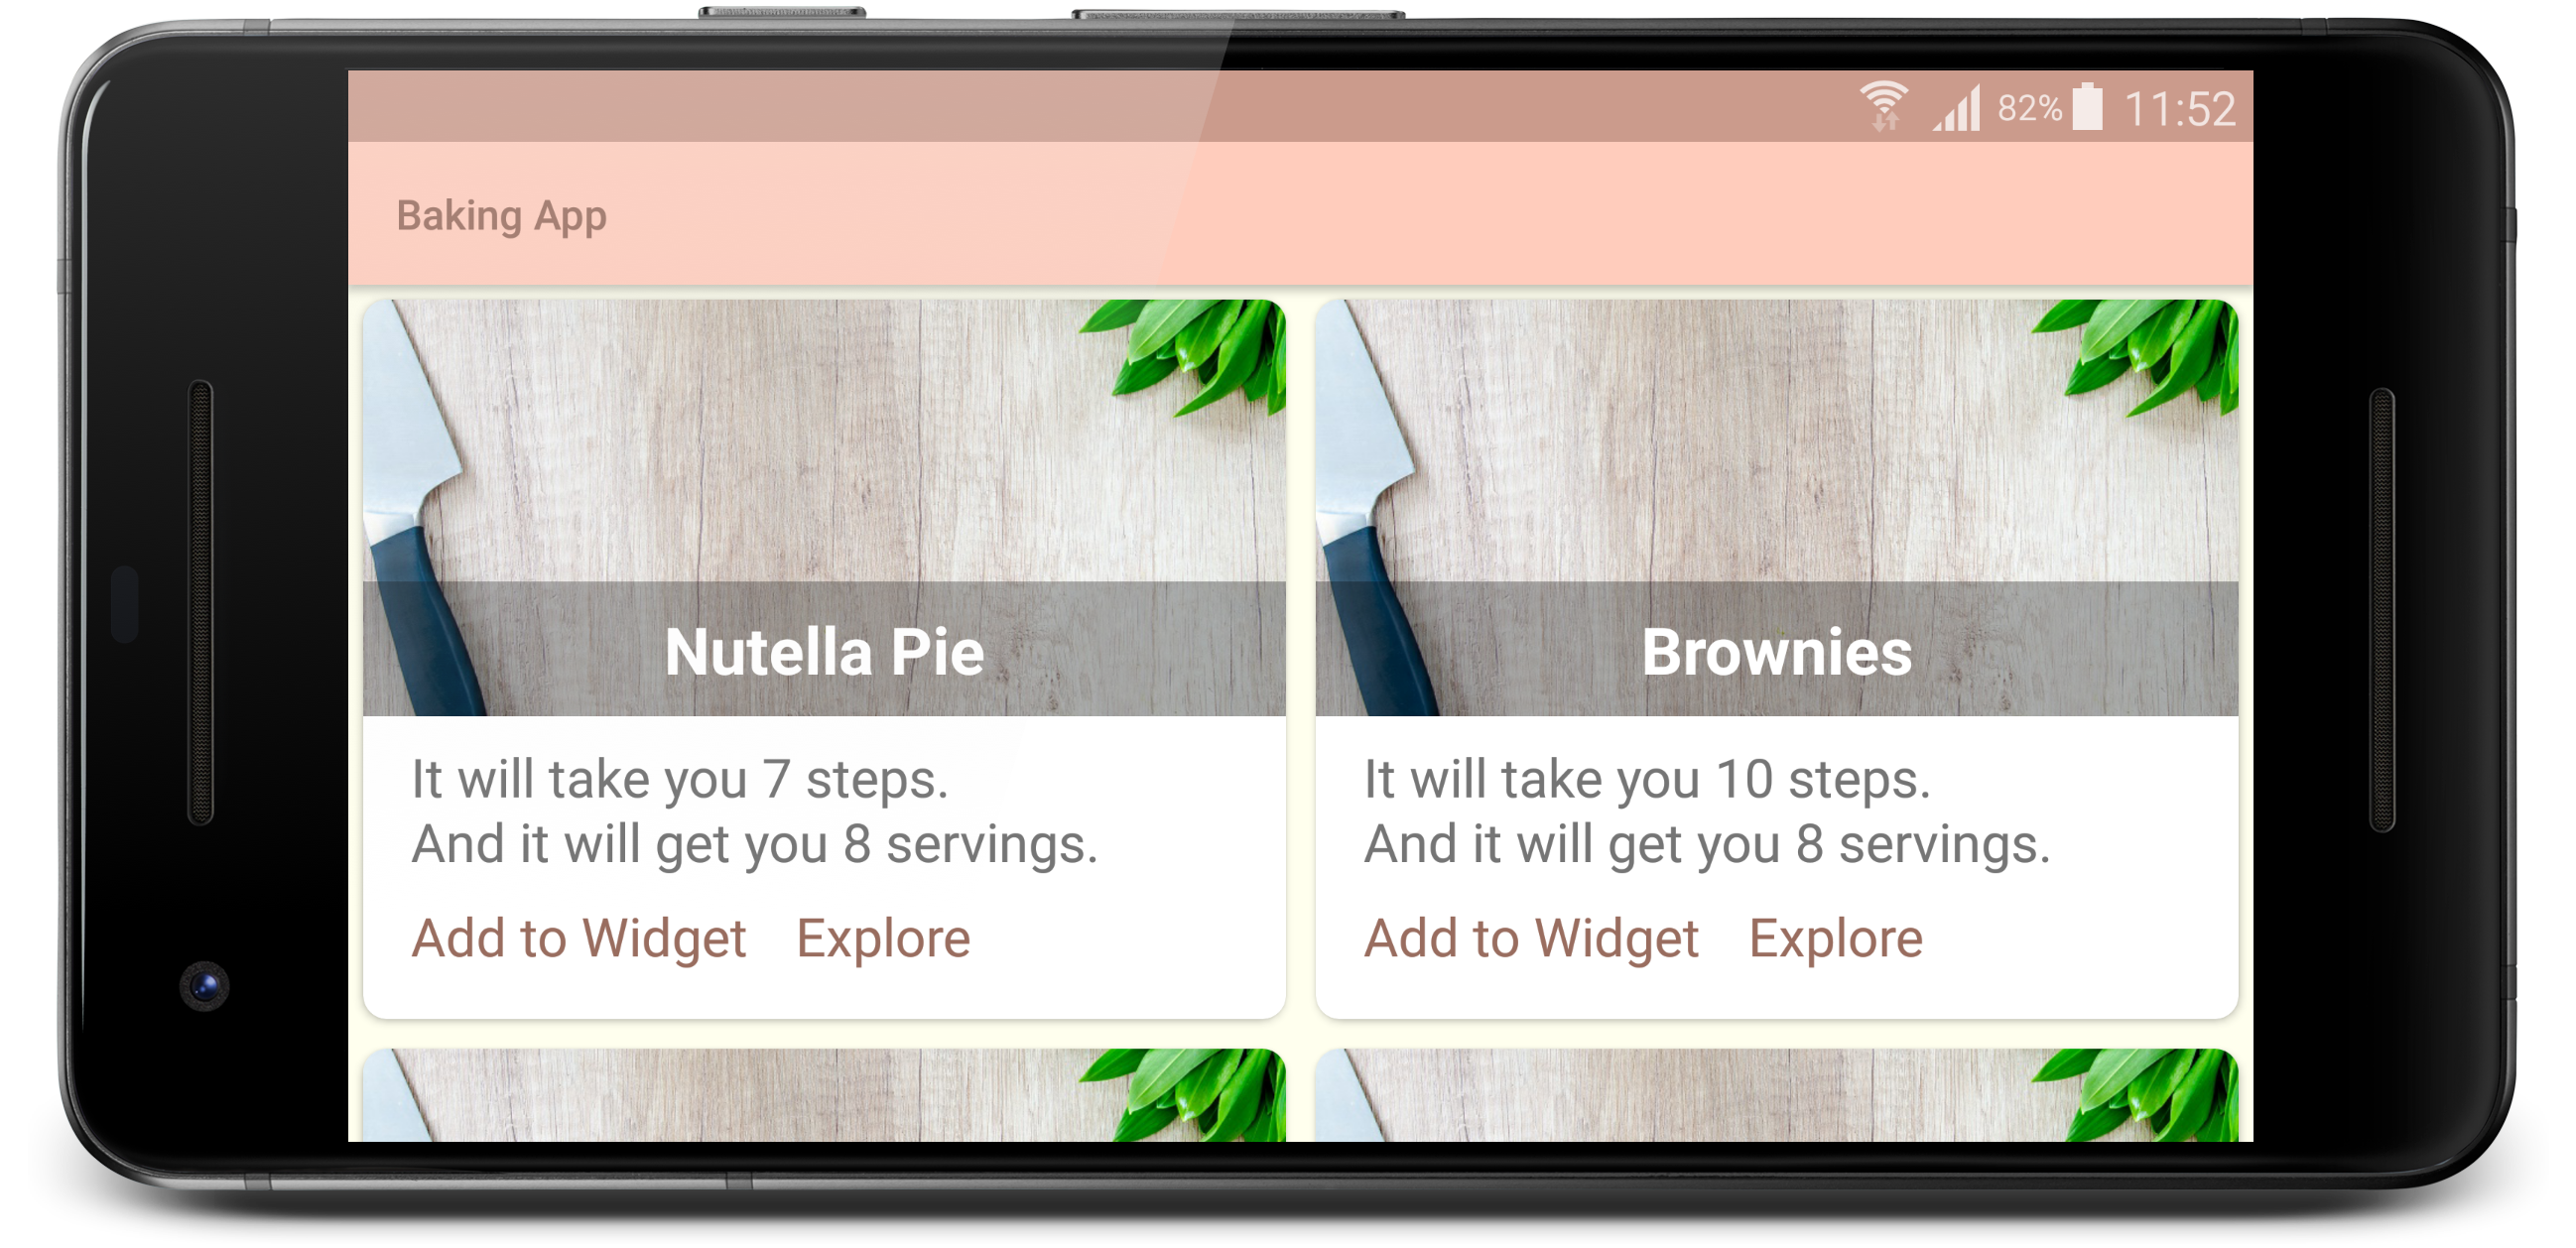 82% 11:52
Baking App
Nutella Pie
It will take you 7 steps.
And it will get you 8 servings.
Add to Widget Explore
Brownies
It will take you 10 steps.
And it will get you 8 servings.
Add to Widget Explore